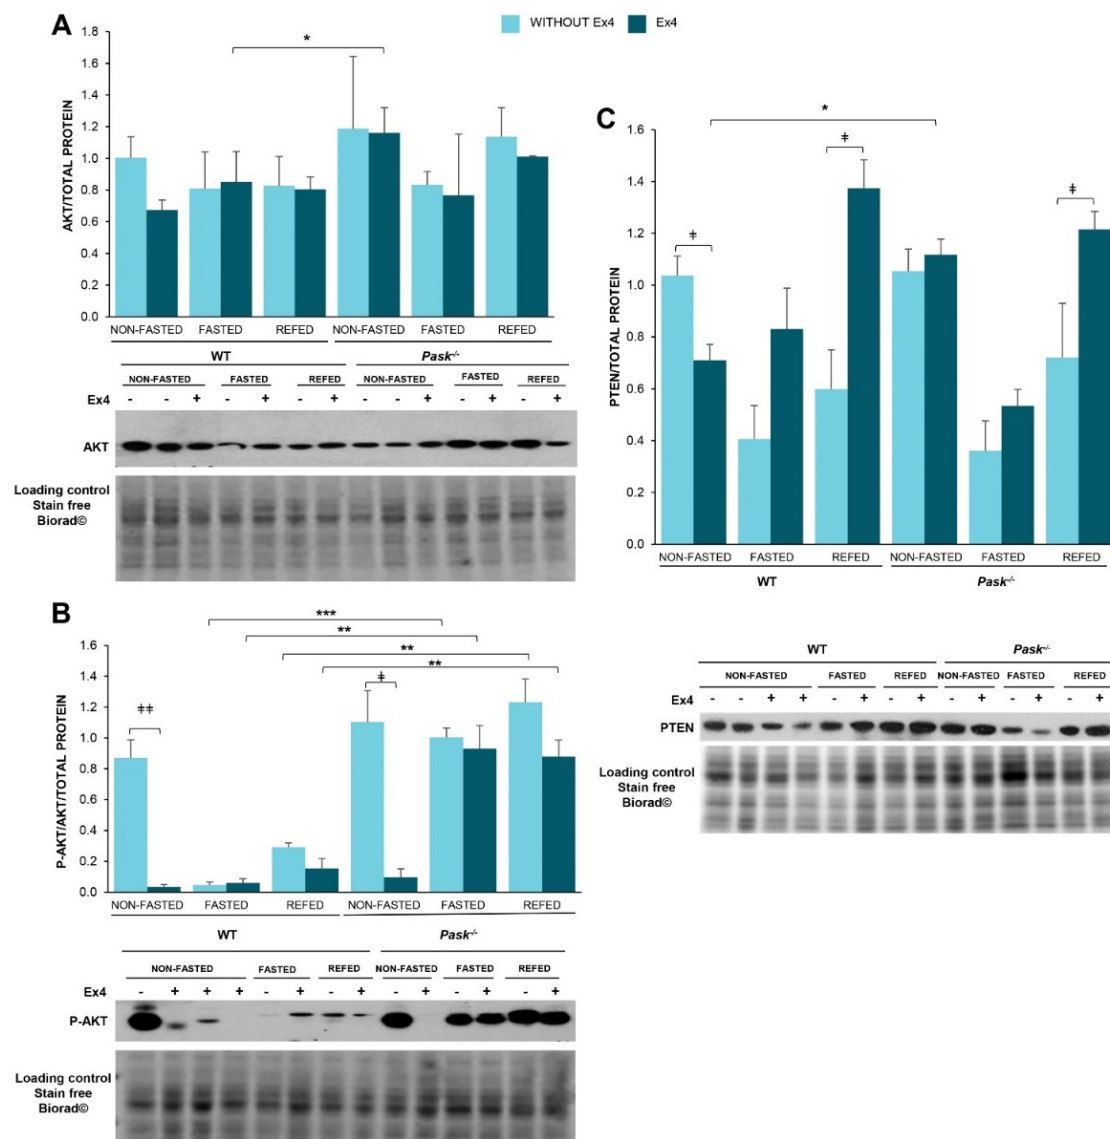 A
WITHOUT Ex4 Ex4
*
1.8
1.6
1.4
1.2
1.0
0.8
0.6
0.4
0.2
0.0
AKT/TOTAL PROTEIN
NON-FASTED FASTED REFED NON-FASTED FASTED REFED
WT Pask-/-
NON-FASTED FASTED REFED NON-FASTED FASTED REFED
Ex4 - - + - + - + - - + - + - +
AKT
Loading control
Stain free
Biorad©
B
***
**
**
**
ǂǂ ǂ
1.6
1.4
1.2
1.0
0.8
0.6
0.4
0.2
0.0
P-AKT/AKT/TOTAL PROTEIN
NON-FASTED FASTED REFED NON-FASTED FASTED REFED
WT Pask-/-
NON-FASTED FASTED REFED NON-FASTED FASTED REFED
Ex4 - + + + - + - + - + - + - +
P-AKT
Loading control
Stain free
Biorad©
C
*
ǂ ǂ ǂ
1.6
1.4
1.2
1.0
0.8
0.6
0.4
0.2
0.0
PTEN/TOTAL PROTEIN
NON-FASTED FASTED REFED NON-FASTED FASTED REFED
WT Pask-/-
WT Pask-/-
NON-FASTED FASTED REFED NON-FASTED FASTED REFED
Ex4 - - + + - + - + - + - + - +
PTEN
Loading control
Stain free
Biorad©